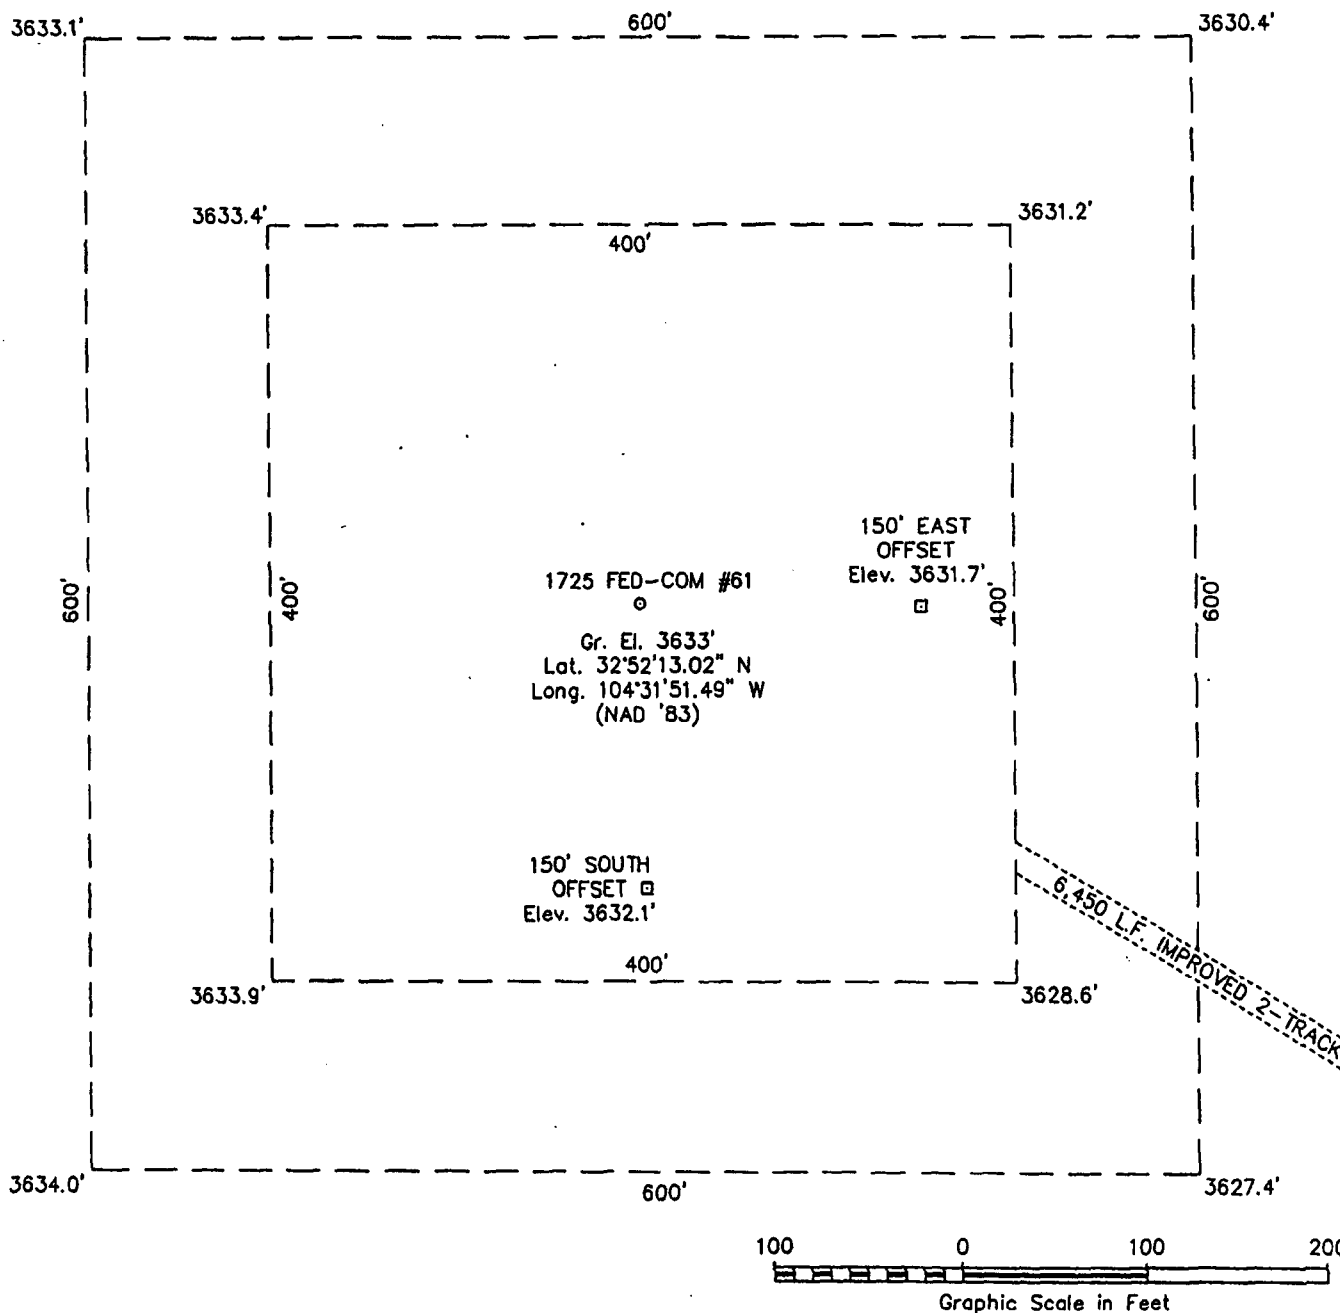 3633.1'
600'
3630.4'
3633.4'
3631.2'
400'
150' EAST
OFFSET
Elev. 3631.7'
1725 FED-COM #61
600'
400'
400'
600'
Gr. El. 3633'
Lat. 32°52'13.02" N
Long. 104°31'51.49" W
(NAD '83)
150' SOUTH
OFFSET
Elev. 3632.1'
6,450 L.F. IMPROVED 2-TRACK
400'
3633.9'
3628.6'
3634.0'
600'
3627.4'
100 0 100 200
Graphic Scale in Feet